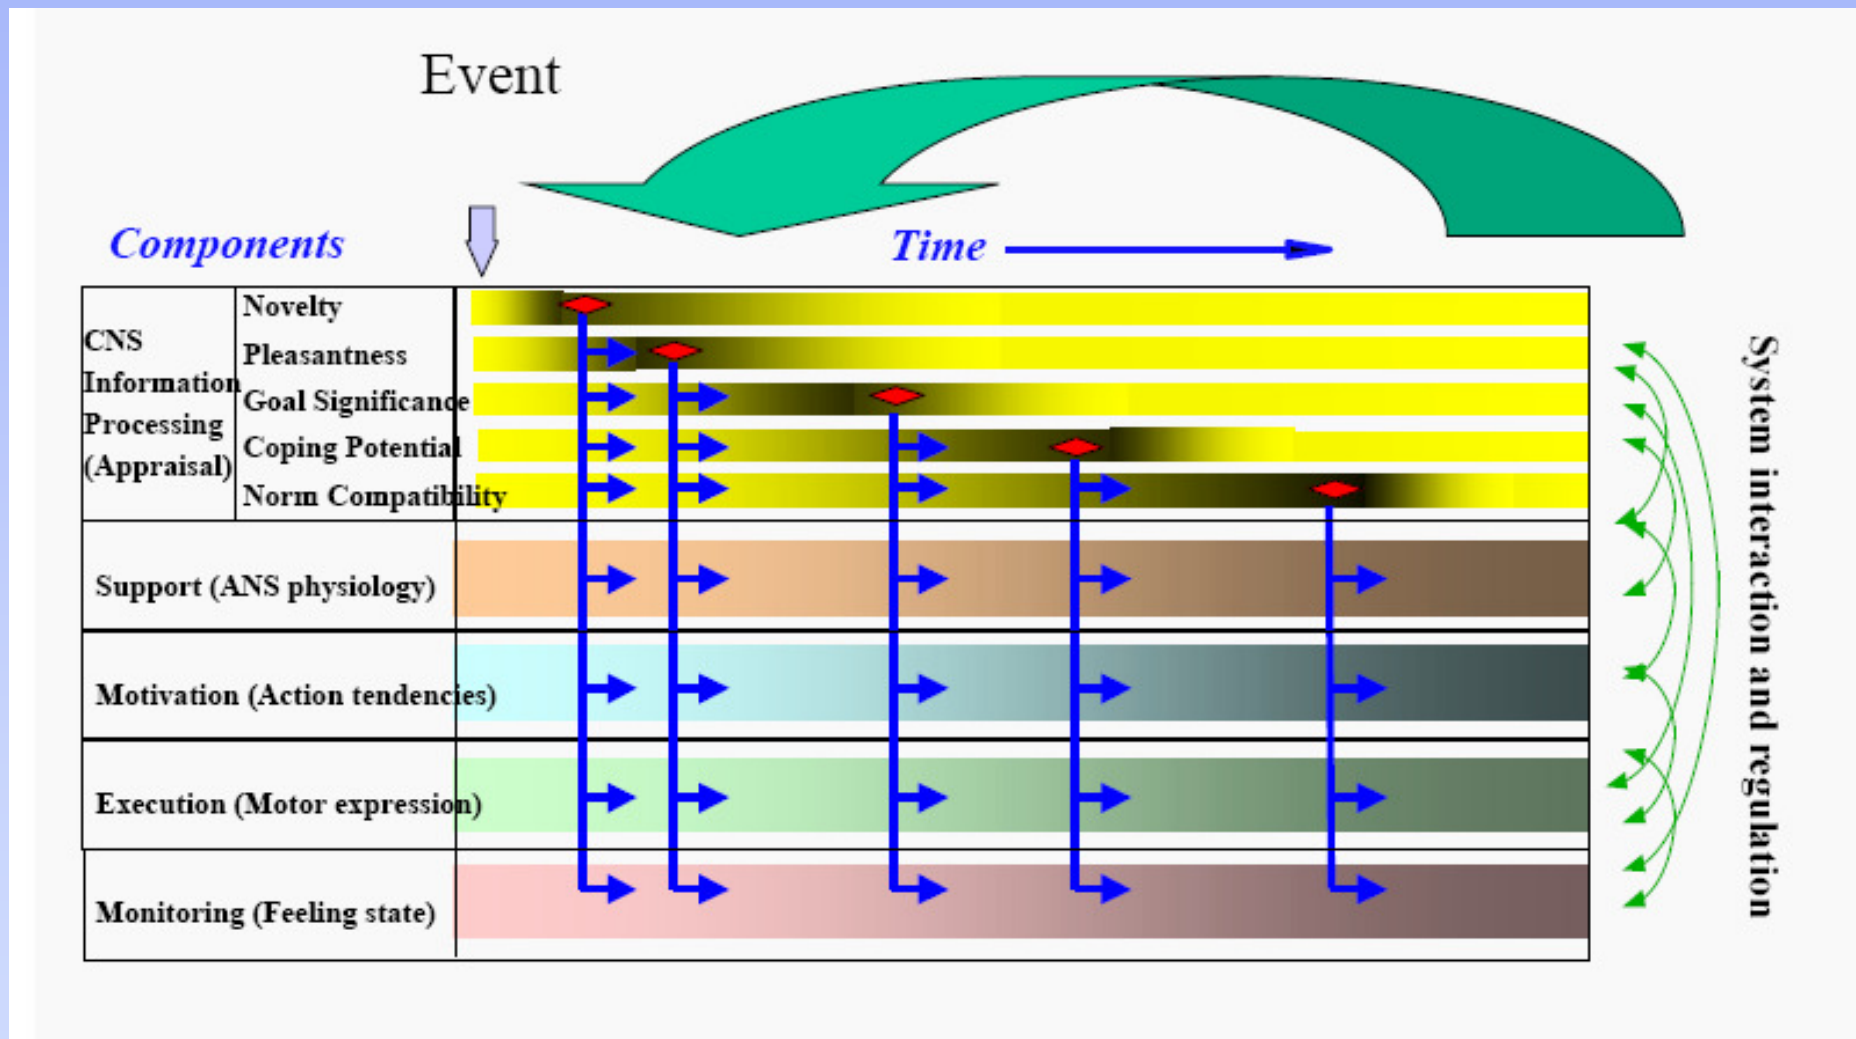 Event
Components
Time
CNS
Information
Processing
(Appraisal)
Novelty
Pleasantness
Goal Significance
Coping Potential
Norm Compatibility
Support (ANS physiology)
Motivation (Action tendencies)
Execution (Motor expression)
Monitoring (Feeling state)
System interaction and regulation